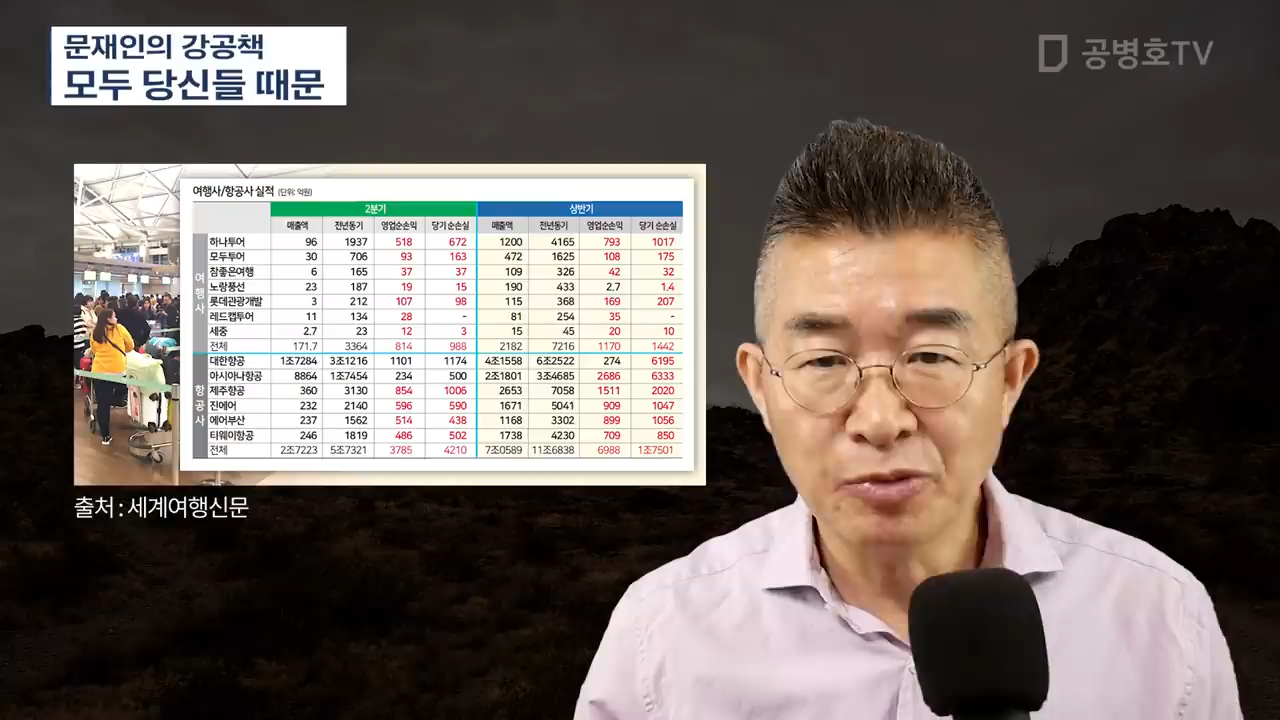 문재인의 강공책
모두 당신들 때문
공병호TV
여행사/항공사 실적 (단위: 억원)
2분기 상반기
매출액 전년동기 영업순손익 당기 순손실 매출액 전년동기 영업순손익 당기 순손실
여행사
하나투어 96 1937 518 672 1200 4165 793 1017
모두투어 30 706 93 163 472 1625 108 175
참좋은여행 6 165 37 37 109 326 42 32
노랑풍선 23 187 19 15 190 433 2.7 1.4
롯데관광개발 3 212 107 98 115 368 169 207
레드캡투어 11 134 28 - 81 254 35 -
세중 2.7 23 12 3 15 45 20 10
전체 171.7 3364 814 988 2182 7216 1170 1442
항공사
대한항공 1조7284 3조1216 1101 1174 4조1558 6조2522 274 6195
아시아나항공 8864 1조7454 234 500 2조1801 3조4685 2686 6333
제주항공 360 3130 854 1006 2653 7058 1511 2020
진에어 232 2140 596 590 1671 5041 909 1047
에어부산 237 1562 514 438 1168 3302 899 1056
티웨이항공 246 1819 486 502 1738 4230 709 850
전체 2조7223 5조7321 3785 4210 7조0589 11조6838 6988 1조7501
출처 : 세계여행신문